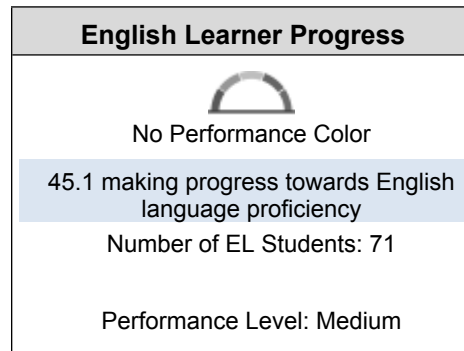 English Learner Progress
No Performance Color
45.1 making progress towards English
language proficiency
Number of EL Students: 71
Performance Level: Medium